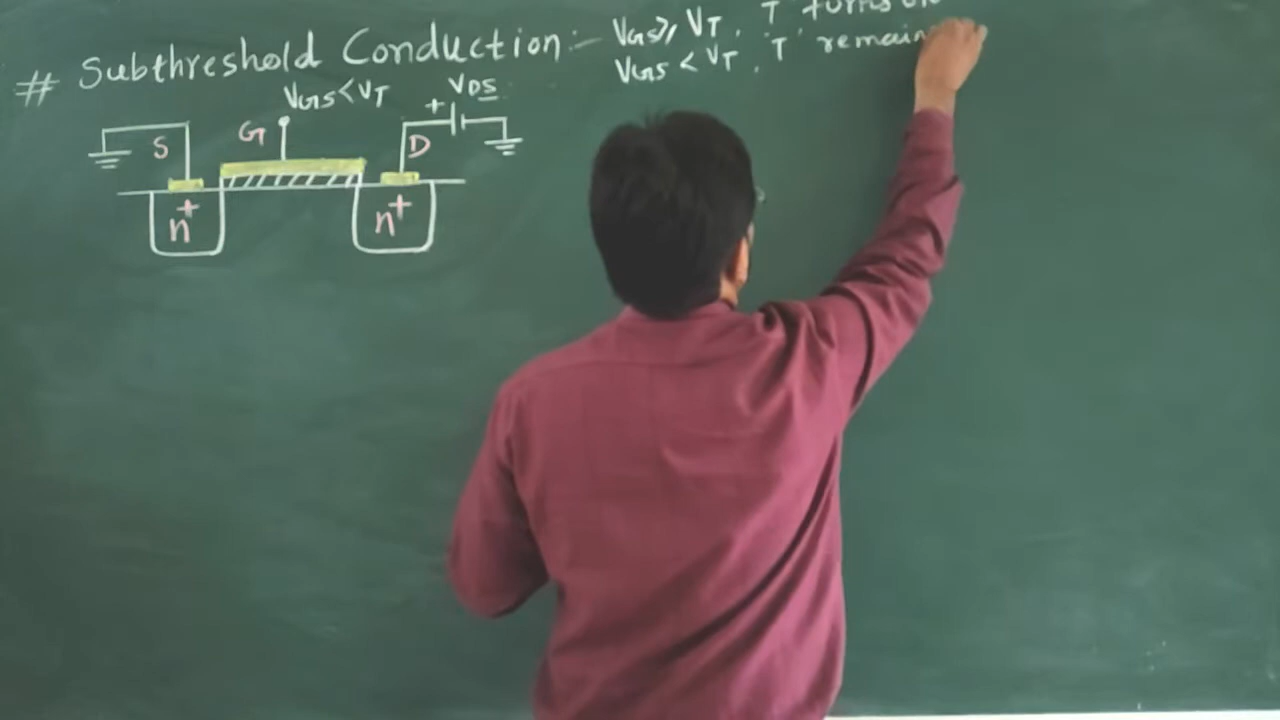 # Subthreshold Conduction:- VGS ≥ VT, 'T' turns on
VGS < VT, 'T' remain
VGS < VT
+ VDS
S G D
n+ n+